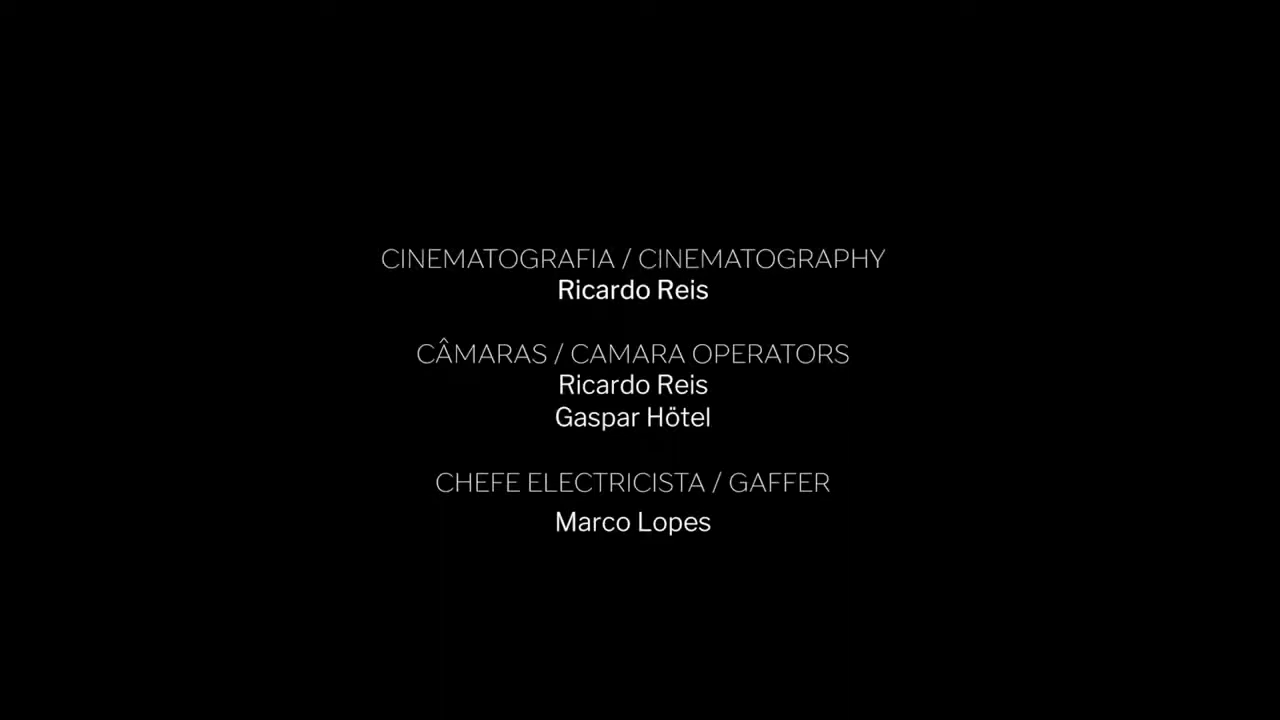 CINEMATOGRAFIA / CINEMATOGRAPHY
Ricardo Reis
CÂMARAS / CAMARA OPERATORS
Ricardo Reis
Gaspar Hötel
CHEFE ELECTRICISTA / GAFFER
Marco Lopes